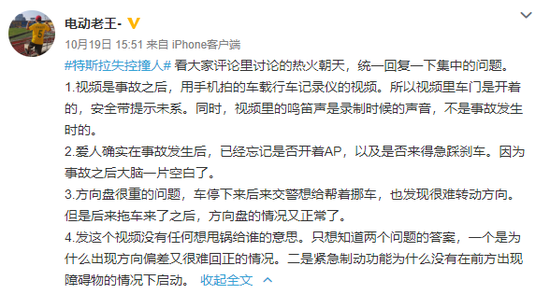 电动老王-
10月19日 15:51 来自 iPhone客户端
#特斯拉失控撞人# 看大家评论里讨论的热火朝天，统一回复一下集中的问题。
1.视频是事故之后，用手机拍的车载行车记录仪的视频。所以视频里车门是开着
的，安全带提示未系。同时，视频里的鸣笛声是录制时候的声音，不是事故发生
时的。
2.爱人确实在事故发生后，已经忘记是否开着AP，以及是否来得急踩刹车。因为
事故之后大脑一片空白了。
3.方向盘很重的问题，车停下来后来交警想给帮着挪车，也发现很难转动方向。
但是后来拖车来了之后，方向盘的情况又正常了。
4.发这个视频没有任何想甩锅给谁的意思。只想知道两个问题的答案，一个是为
什么出现方向偏差又很难回正的情况。二是紧急制动功能为什么没有在前方出现
障碍物的情况下启动。 收起全文